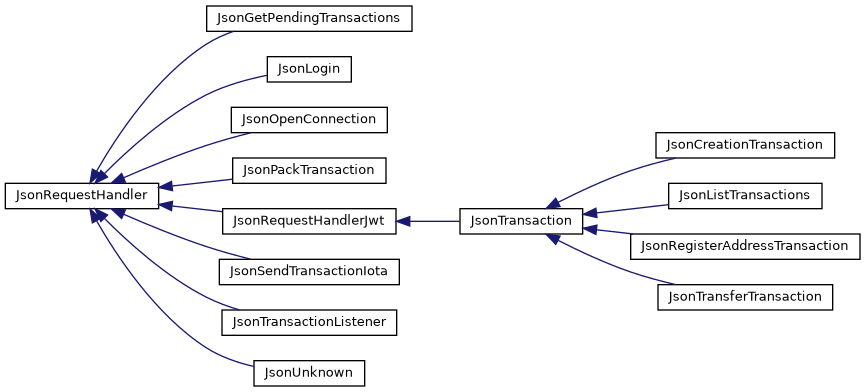 JsonGetPendingTransactions
JsonLogin
JsonOpenConnection
JsonPackTransaction
JsonRequestHandler
JsonRequestHandlerJwt
JsonSendTransactionIota
JsonTransactionListener
JsonUnknown
JsonTransaction
JsonCreationTransaction
JsonListTransactions
JsonRegisterAddressTransaction
JsonTransferTransaction